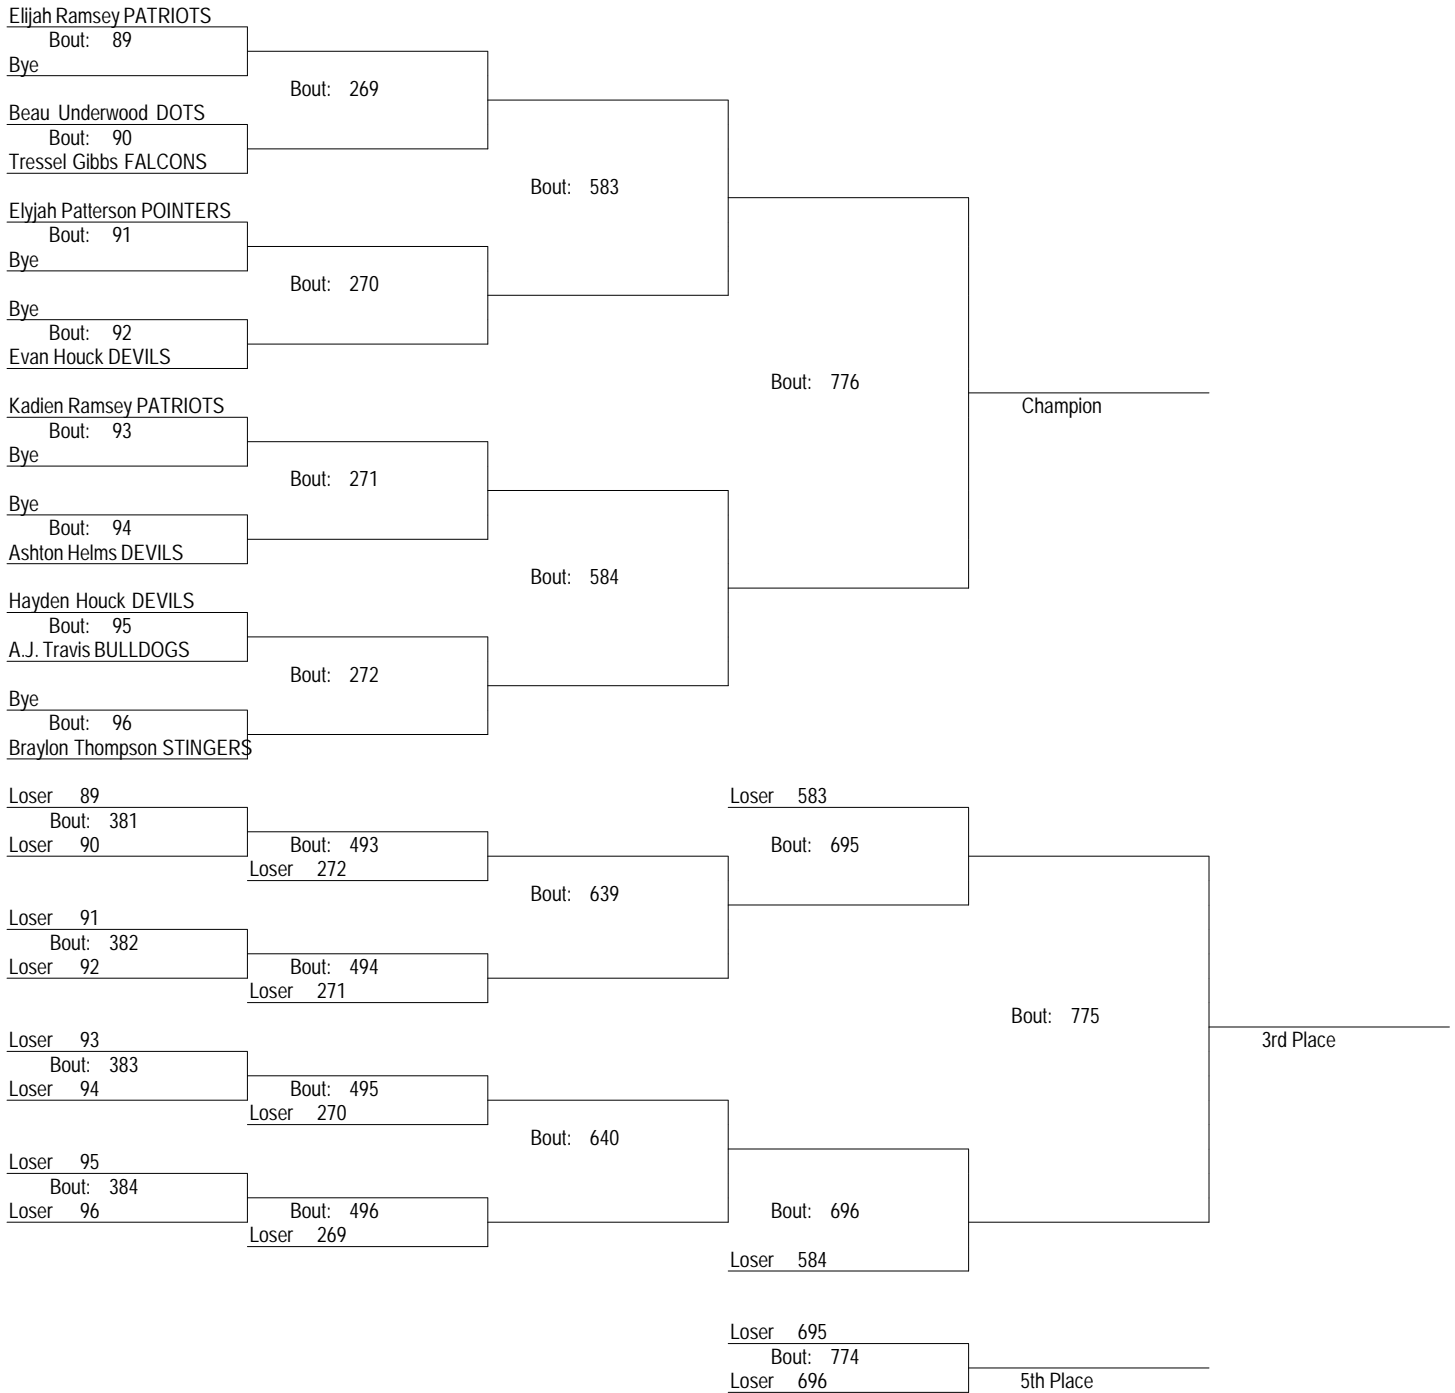 Elijah Ramsey PATRIOTS
Bout: 89
Bye
Bout: 269
Beau Underwood DOTS
Bout: 90
Tressel Gibbs FALCONS
Bout: 583
Elyjah Patterson POINTERS
Bout: 91
Bye
Bout: 270
Bye
Bout: 92
Evan Houck DEVILS
Bout: 776
Champion
Kadien Ramsey PATRIOTS
Bout: 93
Bye
Bout: 271
Bye
Bout: 94
Ashton Helms DEVILS
Bout: 584
Hayden Houck DEVILS
Bout: 95
A.J. Travis BULLDOGS
Bout: 272
Bye
Bout: 96
Braylon Thompson STINGERS
Loser 89
Bout: 381
Loser 90
Bout: 493
Loser 272
Bout: 639
Loser 583
Bout: 695
Loser 91
Bout: 382
Loser 92
Bout: 494
Loser 271
Bout: 775
3rd Place
Loser 93
Bout: 383
Loser 94
Bout: 495
Loser 270
Bout: 640
Loser 95
Bout: 384
Loser 96
Bout: 496
Loser 269
Bout: 696
Loser 584
Loser 695
Bout: 774
Loser 696
5th Place